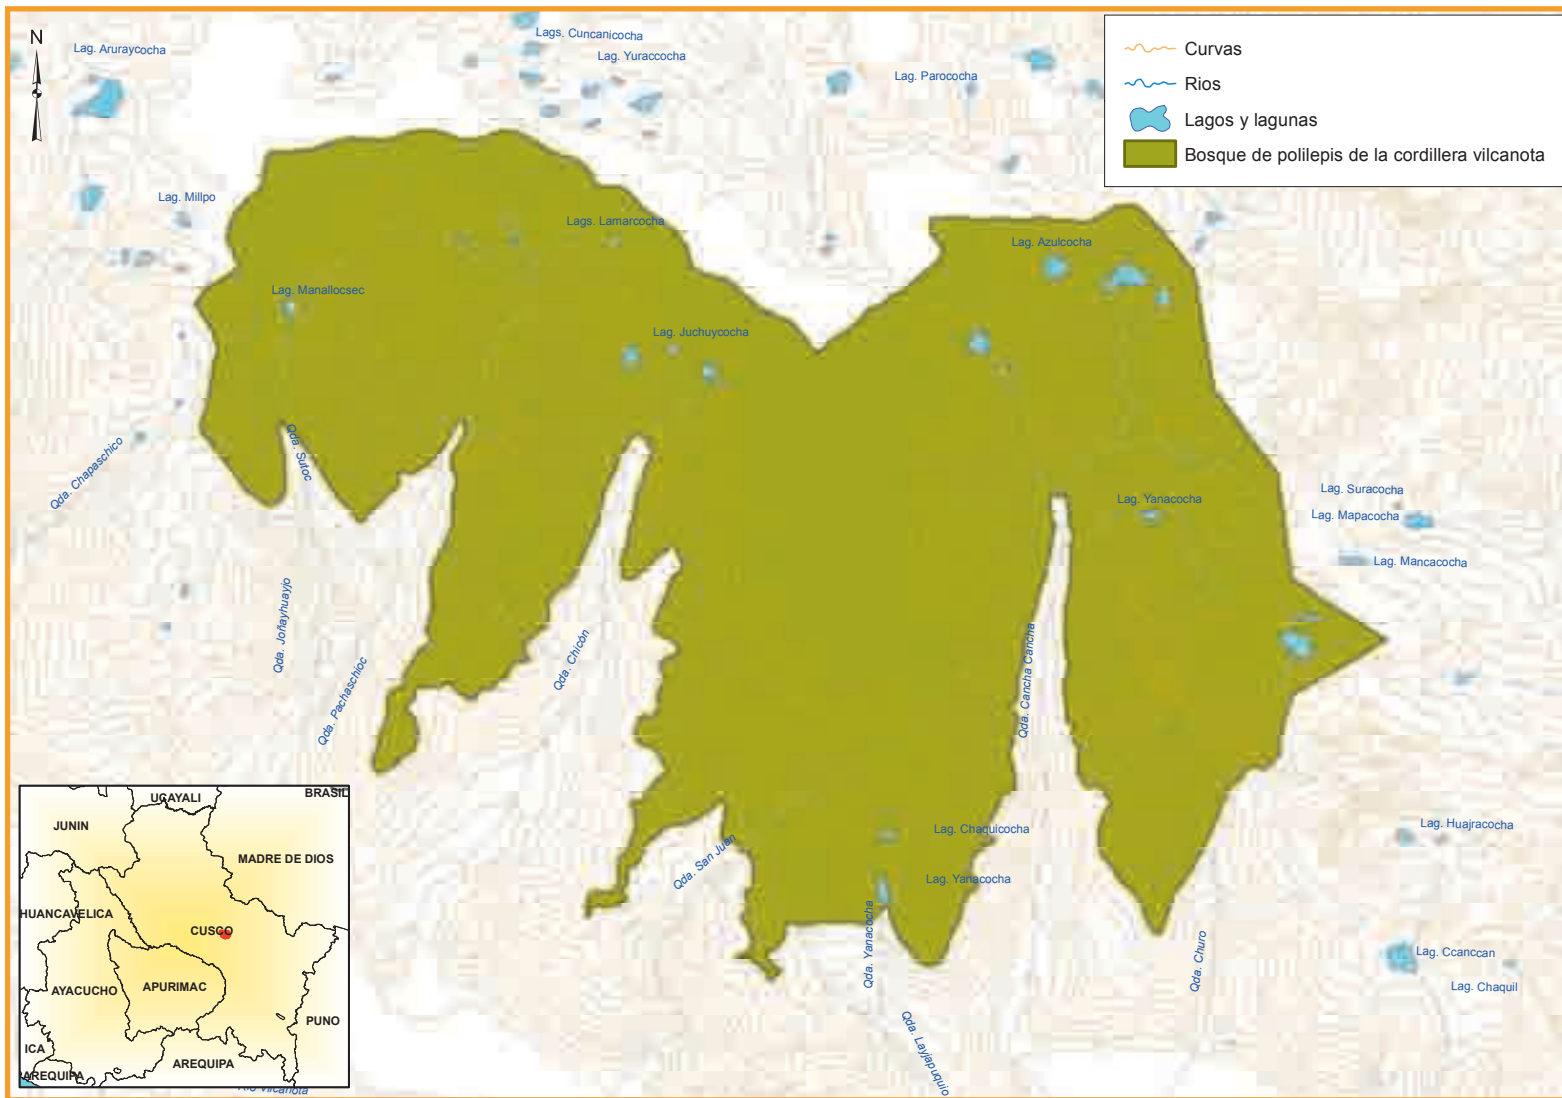 N
Lag. Aruraycocha
Lags. Cuncanicocha
Lag. Yuraccocha
Lag. Parococha
Curvas
Rios
Lagos y lagunas
Bosque de polilepis de la cordillera vilcanota
Lag. Millpo
Lags. Lamarcocha
Lag. Azulcocha
Lag. Manallocsec
Lag. Juchuycocha
Qda. Chapaschico
Qda. Sutoc
Lag. Yanacocha
Lag. Suracocha
Lag. Mapacocha
Lag. Mancacocha
Qda. Joñayhuayjo
Qda. Pachaschioc
Qda. Chicón
Qda. Cancha Cancha
Qda. San Juan
Lag. Chaquicocha
Lag. Yanacocha
Qda. Yanacocha
Qda. Layjapuquio
Qda. Churo
Lag. Huajracocha
Lag. Ccanccan
Lag. Chaquil
UCAYALI
BRASIL
JUNIN
MADRE DE DIOS
HUANCAVELICA
CUSCO
AYACUCHO
APURIMAC
PUNO
ICA
AREQUIPA
AREQUIPA
Rio Vilcanota